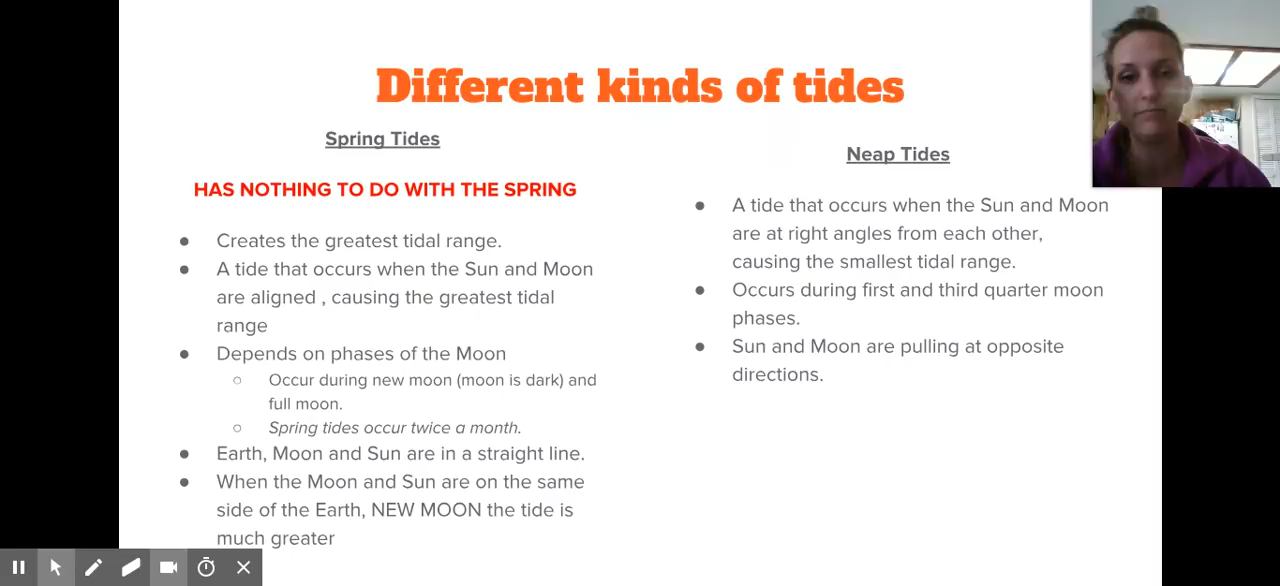 Different kinds of tides
Spring Tides
HAS NOTHING TO DO WITH THE SPRING
● Creates the greatest tidal range.
● A tide that occurs when the Sun and Moon
are aligned , causing the greatest tidal
range
● Depends on phases of the Moon
○ Occur during new moon (moon is dark) and
full moon.
○ Spring tides occur twice a month.
● Earth, Moon and Sun are in a straight line.
● When the Moon and Sun are on the same
side of the Earth, NEW MOON the tide is
much greater
Neap Tides
● A tide that occurs when the Sun and Moon
are at right angles from each other,
causing the smallest tidal range.
● Occurs during first and third quarter moon
phases.
● Sun and Moon are pulling at opposite
directions.